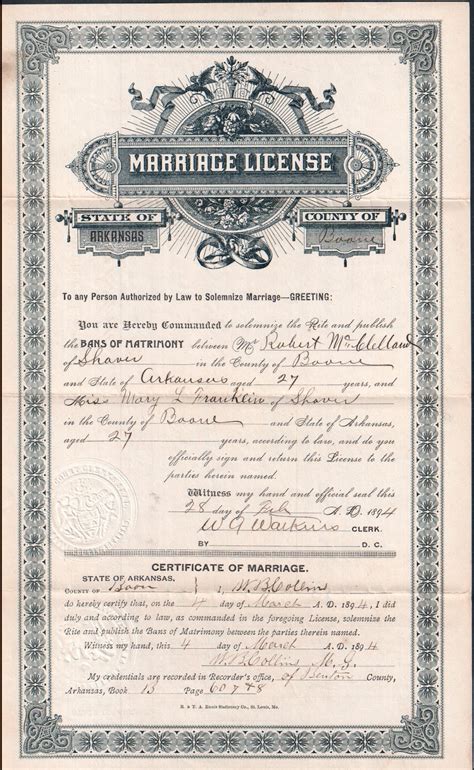 MARRIAGE LICENSE
STATE OF ARKANSAS
COUNTY OF Boone
To any Person Authorized by Law to Solemnize Marriage—GREETING:
You are Hereby Commanded to solemnize the Rite and publish
the BANS OF MATRIMONY between Mr Robert McClelland
of Shaver in the County of Boone
and State of Arkansas aged 27 years, and
Miss Mary L Franklin of Shaver
in the County of Boone and State of Arkansas,
aged 27 years, according to law, and do you
officially sign and return this License to the
parties herein named.
Witness my hand and official seal this
28 day of Feb A. D. 1894
W Watkins CLERK.
BY D. C.
CERTIFICATE OF MARRIAGE.
STATE OF ARKANSAS,
COUNTY OF Boon I, W. B. Collins
do hereby certify that, on the 4 day of March A. D. 1894, I did
duly and according to law, as commanded in the foregoing License, solemnize the
Rite and publish the Bans of Matrimony between the parties therein named.
Witness my hand, this 4 day of March A. D. 1894
W. B. Collins M. G.
My credentials are recorded in Recorder's office, of Benton County,
Arkansas, Book 13 Page
Stationery Co., St. Louis, Mo.